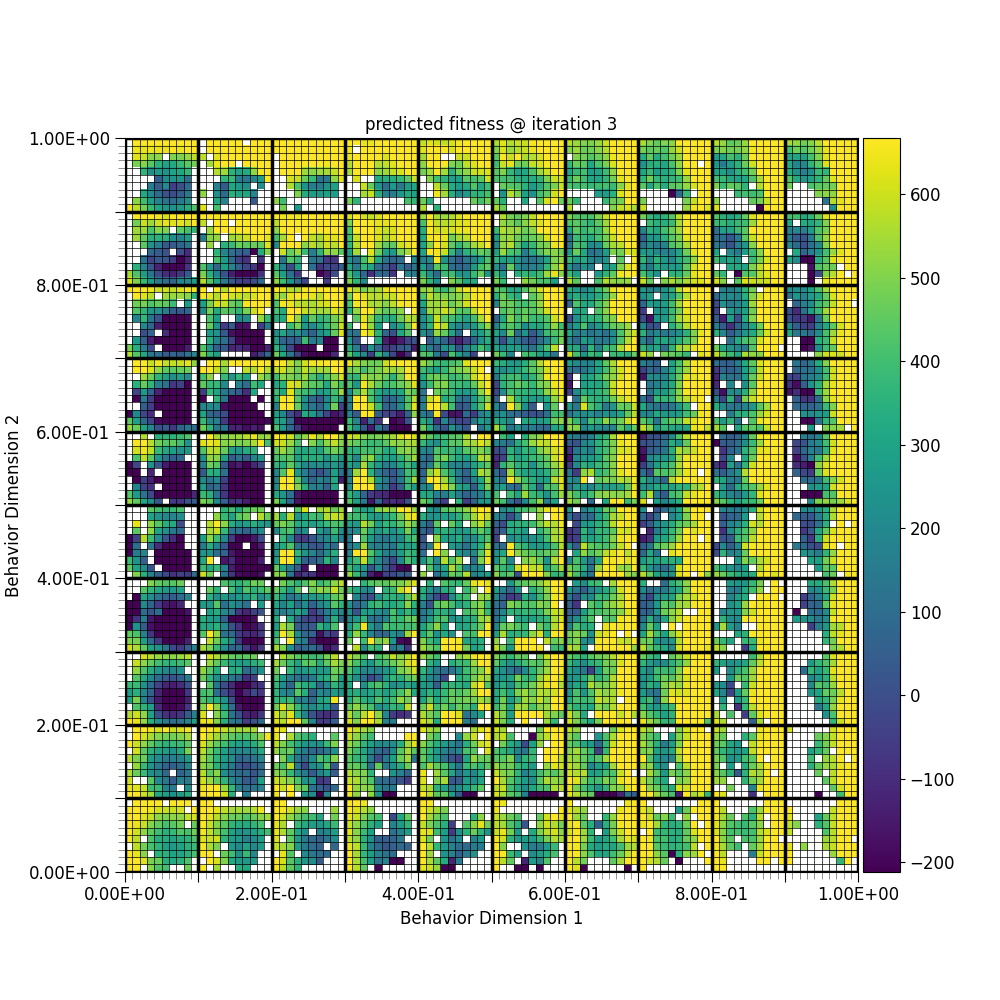 predicted fitness @ iteration 3
1.00E+00
8.00E-01
6.00E-01
4.00E-01
2.00E-01
0.00E+00
Behavior Dimension 2
0.00E+00 2.00E-01 4.00E-01 6.00E-01 8.00E-01 1.00E+00
Behavior Dimension 1
600
500
400
300
200
100
0
−100
−200